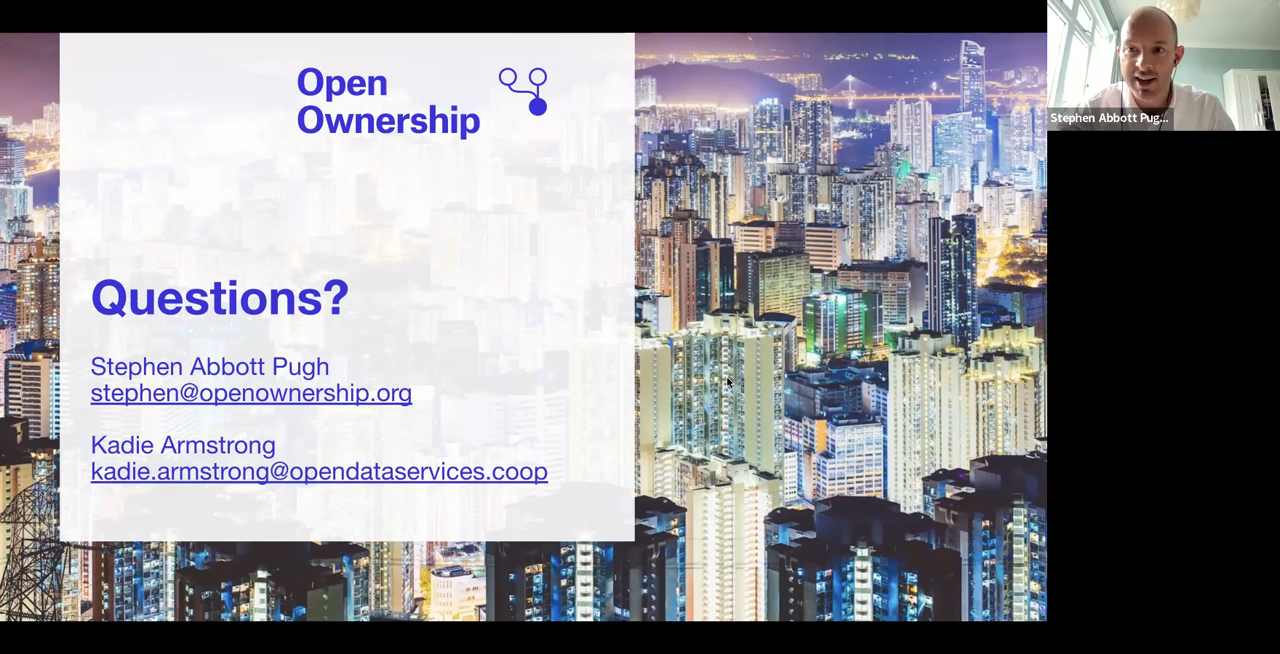 Open
Ownership
Questions?
Stephen Abbott Pugh
stephen@openownership.org
Kadie Armstrong
kadie.armstrong@opendataservices.coop
Stephen Abbott Pug...